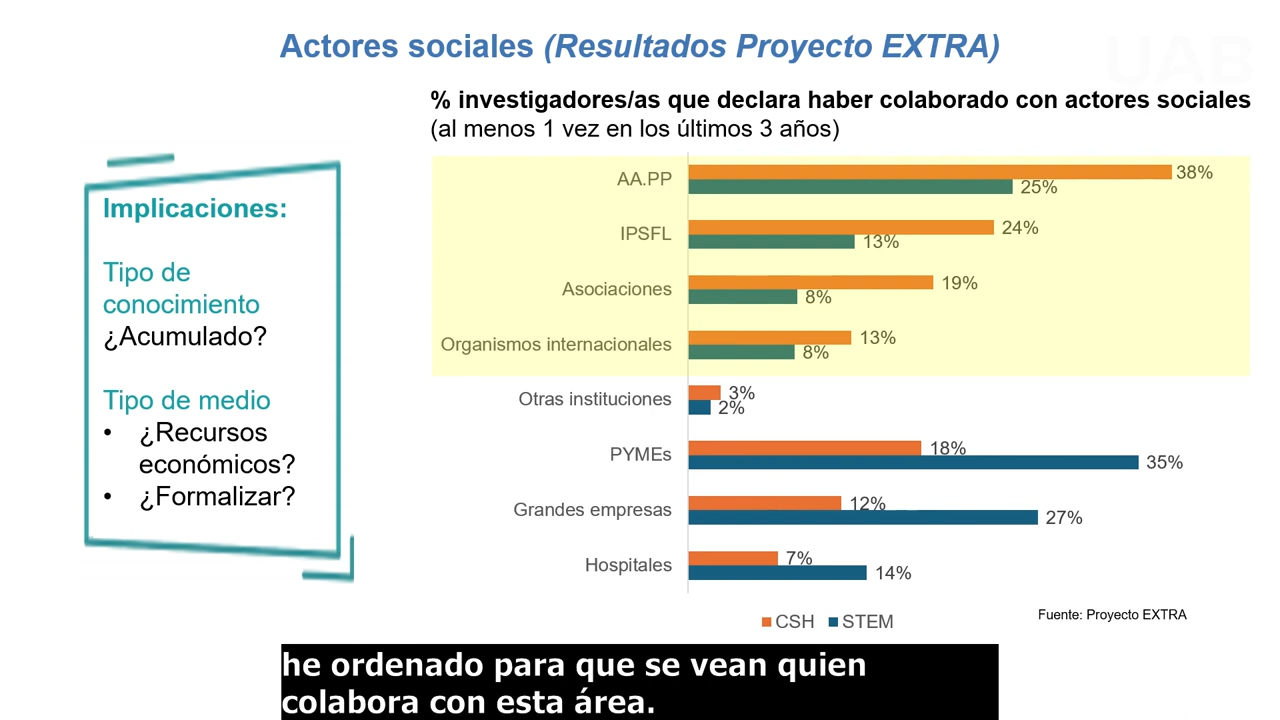 UAB
Actores sociales (Resultados Proyecto EXTRA)
% investigadores/as que declara haber colaborado con actores sociales
(al menos 1 vez en los últimos 3 años)
Implicaciones:
Tipo de
conocimiento
¿Acumulado?
Tipo de medio
• ¿Recursos
económicos?
• ¿Formalizar?
AA.PP
38%
25%
IPSFL
24%
13%
Asociaciones
19%
8%
Organismos internacionales
13%
8%
Otras instituciones
3%
2%
PYMEs
18%
35%
Grandes empresas
12%
27%
Hospitales
7%
14%
CSH STEM
Fuente: Proyecto EXTRA
he ordenado para que se vean quien
colabora con esta área.